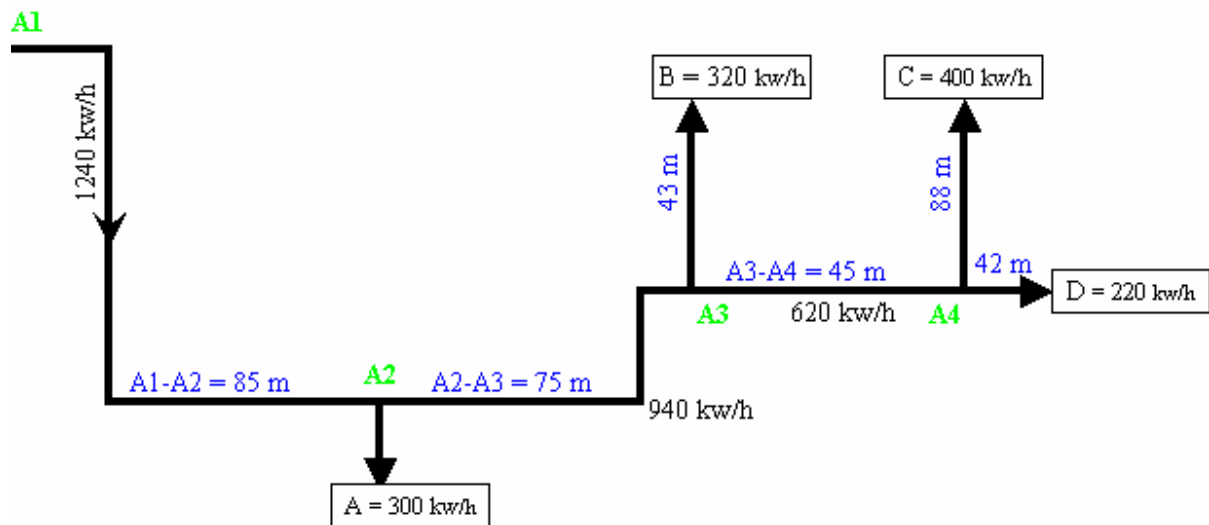 A1
1240 kw/h
B = 320 kw/h
C = 400 kw/h
43 m
88 m
A3-A4 = 45 m
42 m
D = 220 kw/h
A3
620 kw/h
A4
A1-A2 = 85 m
A2
A2-A3 = 75 m
940 kw/h
A = 300 kw/h